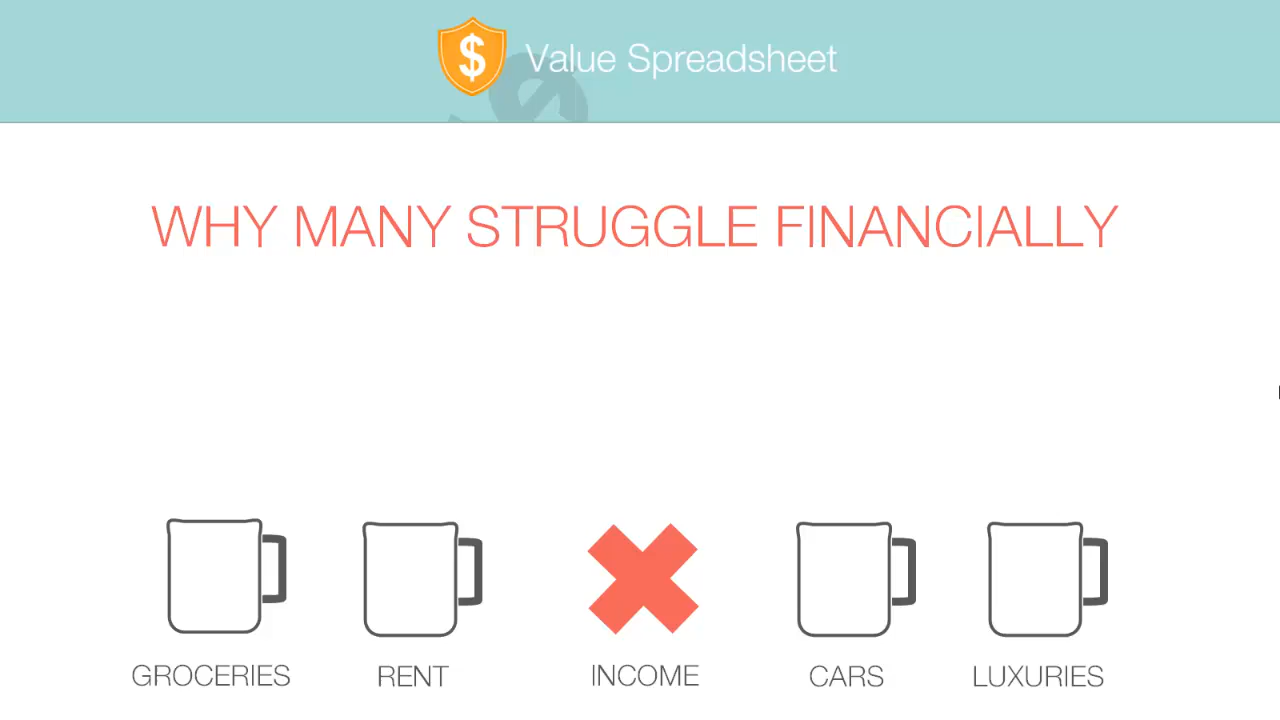 $ Value Spreadsheet
WHY MANY STRUGGLE FINANCIALLY
GROCERIES RENT INCOME CARS LUXURIES